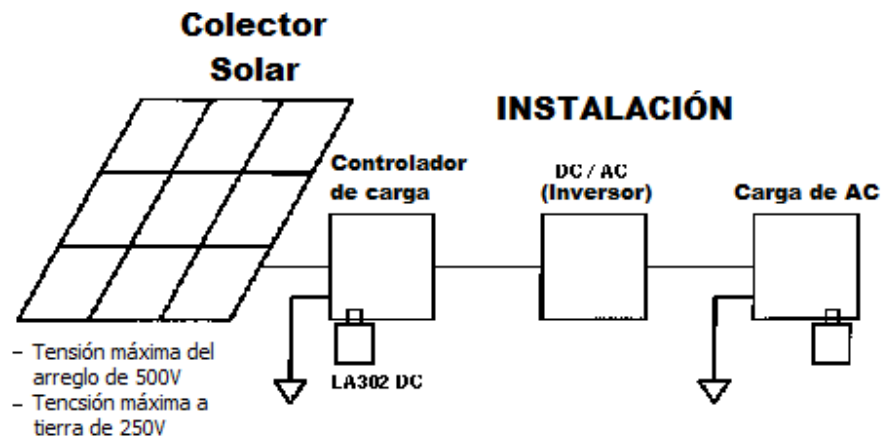 Colector
Solar
INSTALACIÓN
Controlador
de carga
DC / AC
(Inversor)
Carga de AC
LA302 DC
– Tensión máxima del
arreglo de 500V
– Tencsión máxima a
tierra de 250V